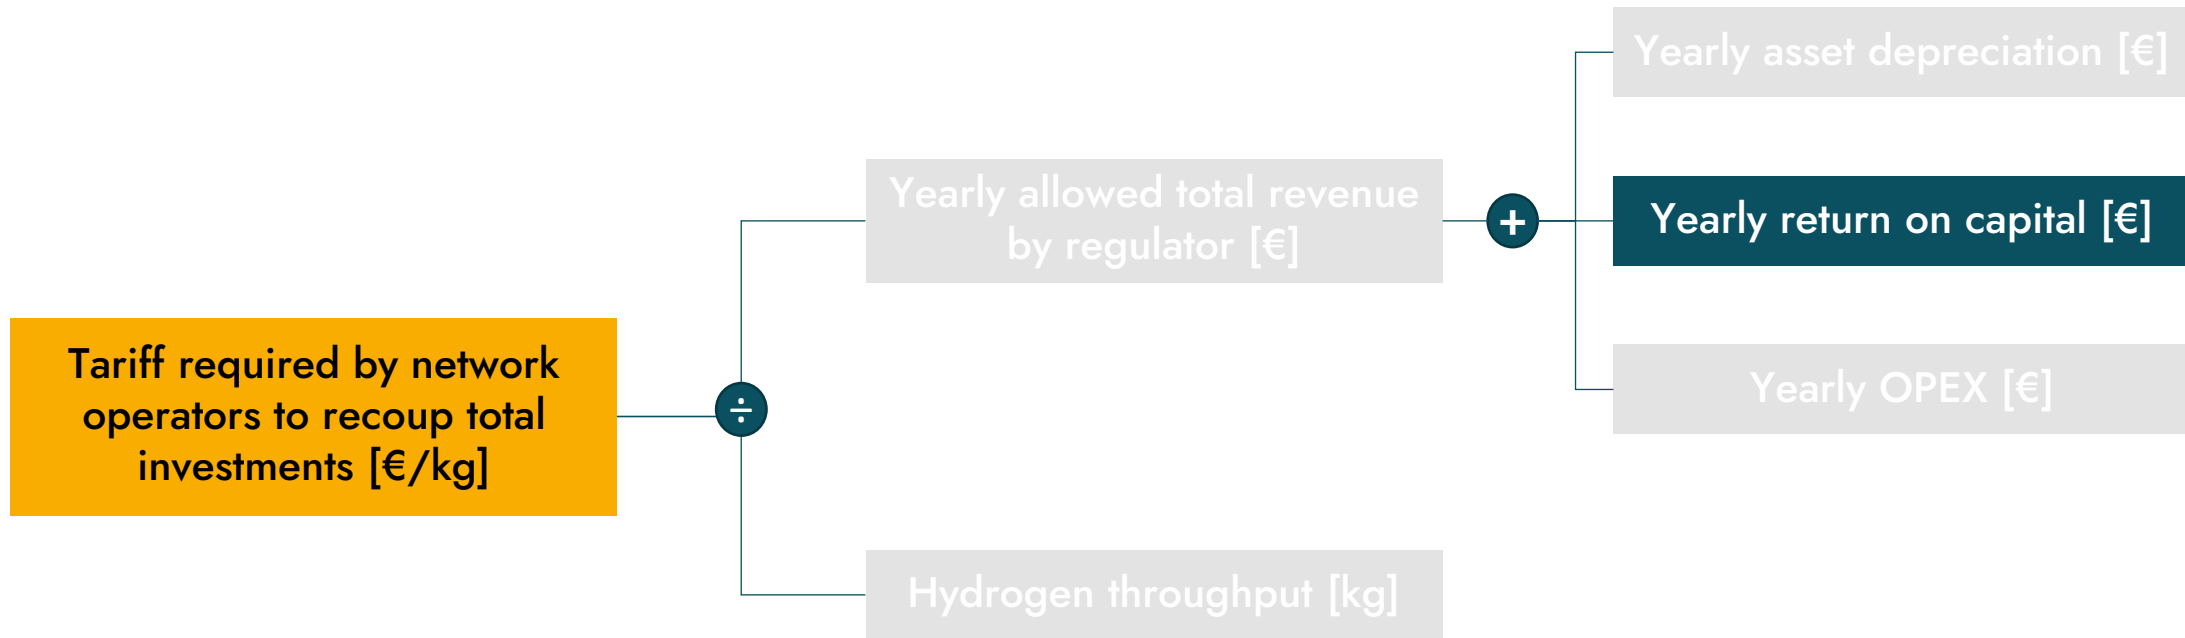 Yearly asset depreciation [€]
Yearly allowed total revenue
by regulator [€]
+
Yearly return on capital [€]
Tariff required by network
operators to recoup total
investments [€/kg]
÷
Yearly OPEX [€]
Hydrogen throughput [kg]